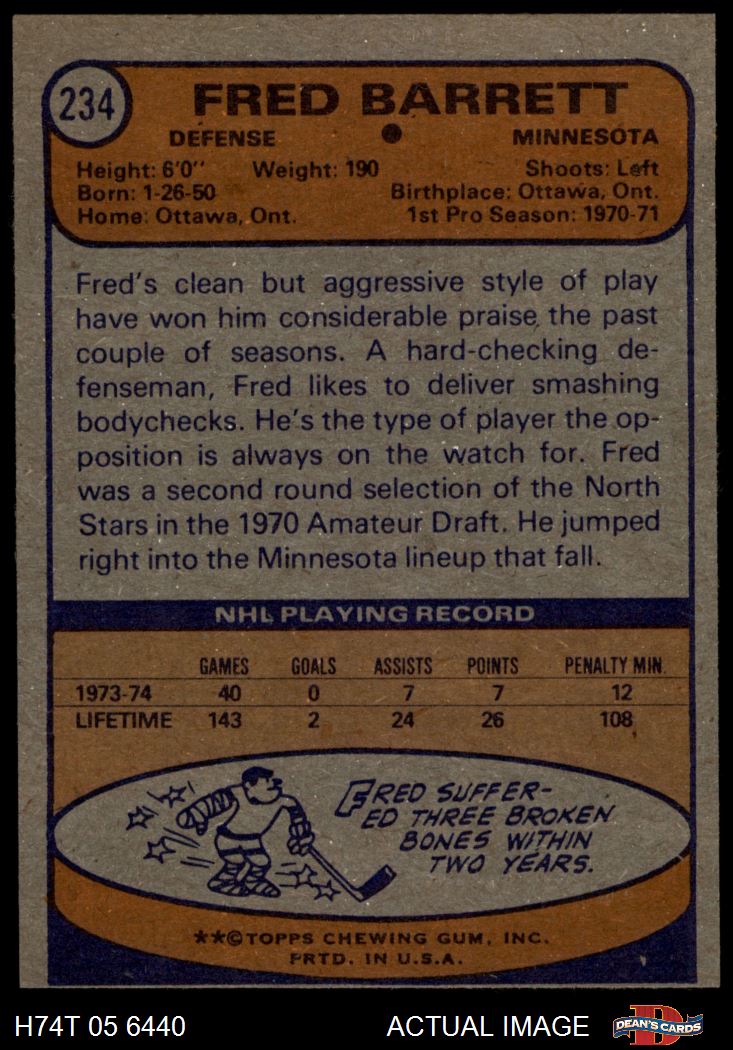 234
FRED BARRETT
DEFENSE ● MINNESOTA
Height: 6'0" Weight: 190 Shoots: Left
Born: 1-26-50 Birthplace: Ottawa, Ont.
Home: Ottawa, Ont. 1st Pro Season: 1970-71
Fred's clean but aggressive style of play
have won him considerable praise the past
couple of seasons. A hard-checking de-
fenseman, Fred likes to deliver smashing
bodychecks. He's the type of player the op-
position is always on the watch for. Fred
was a second round selection of the North
Stars in the 1970 Amateur Draft. He jumped
right into the Minnesota lineup that fall.
NHL PLAYING RECORD
GAMES GOALS ASSISTS POINTS PENALTY MIN.
1973-74 40 0 7 7 12
LIFETIME 143 2 24 26 108
FRED SUFFER-
ED THREE BROKEN
BONES WITHIN
TWO YEARS.
**©TOPPS CHEWING GUM, INC.
PRTD. IN U.S.A.
H74T 05 6440 ACTUAL IMAGE D DEAN'S CARDS